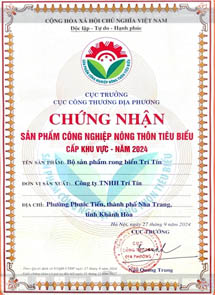 CỘNG HÒA XÃ HỘI CHỦ NGHĨA VIỆT NAM
Độc lập - Tự do - Hạnh phúc
CỤC TRƯỞNG
CỤC CÔNG THƯƠNG ĐỊA PHƯƠNG
CHỨNG NHẬN
SẢN PHẨM CÔNG NGHIỆP NÔNG THÔN TIÊU BIỂU
CẤP KHU VỰC - NĂM 2024
TÊN SẢN PHẨM: Bộ sản phẩm rong biển Trí Tín
ĐƠN VỊ SẢN XUẤT: Công ty TNHH Trí Tín
ĐỊA CHỈ: Phường Phước Tiến, thành phố Nha Trang,
tỉnh Khánh Hòa
Hà Nội, ngày 27 tháng 9 năm 2024
CỤC TRƯỞNG
Ngô Quang Trung